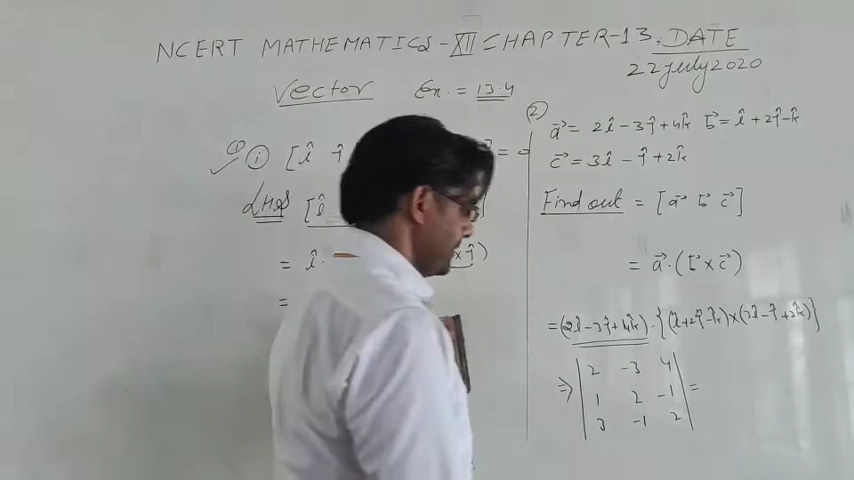 NCERT MATHEMATICS - XII CHAPTER-13. DATE
22 july 2020
Vector Ex. = 13.4
① (i) [î ĵ = 0
LHS [î ]
= î. × ĵ)
=
② a⃗ = 2î - 3ĵ + 4k̂ b⃗ = î + 2ĵ - k̂
c⃗ = 3î - ĵ + 2k̂
Find out = [a⃗ b⃗ c⃗]
= a⃗.(b⃗ × c⃗)
= (2î - 3ĵ + 4k̂).{(î + 2ĵ - k̂) × (3î - ĵ + 2k̂)}
⇒ | 2 -3 4 |
| 1 2 -1 | =
| 3 -1 2 |